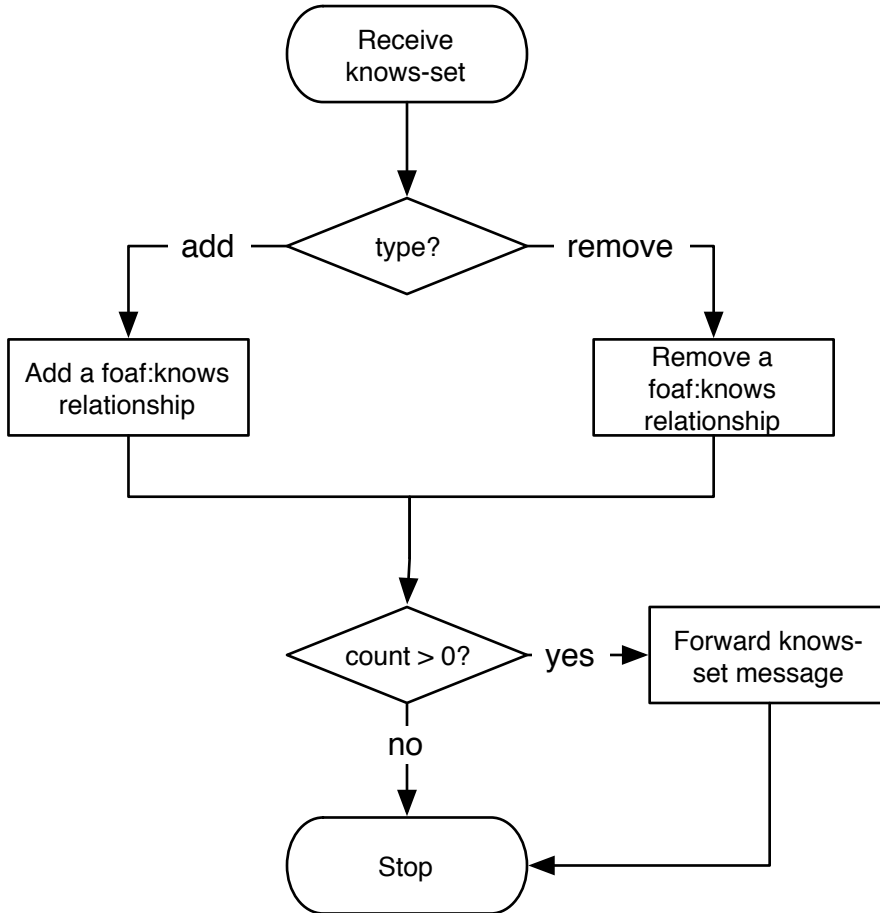 Receive
knows-set
type?
add
remove
Add a foaf:knows
relationship
Remove a
foaf:knows
relationship
count > 0?
yes
Forward knows-
set message
no
Stop